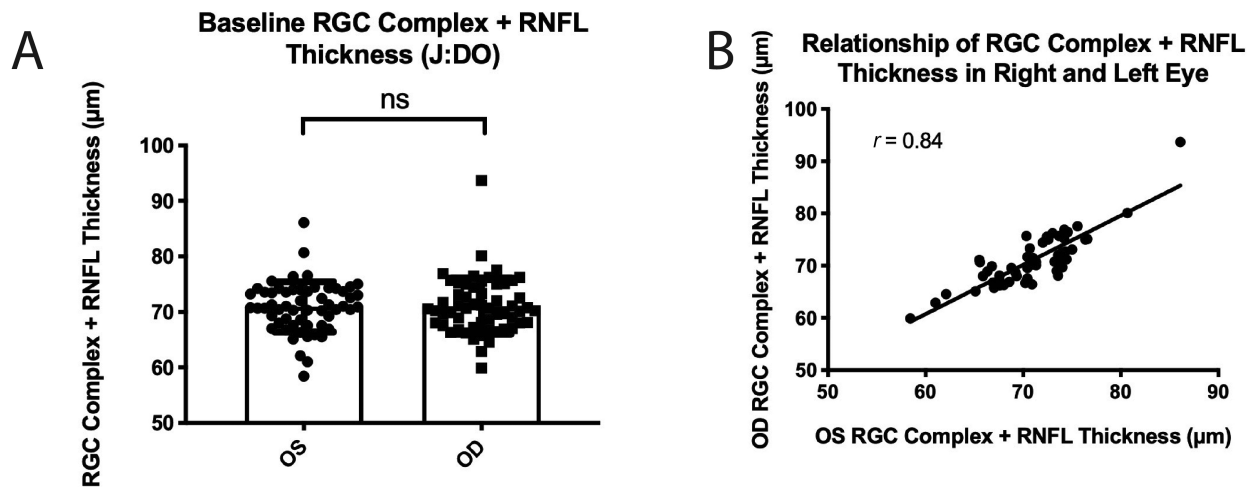 A
Baseline RGC Complex + RNFL
Thickness (J:DO)
RGC Complex + RNFL Thickness (µm)
ns
100
90
80
70
60
50
OS
OD
B
Relationship of RGC Complex + RNFL
Thickness in Right and Left Eye
OD RGC Complex + RNFL Thickness (µm)
r = 0.84
100
90
80
70
60
50
50 60 70 80 90
OS RGC Complex + RNFL Thickness (µm)